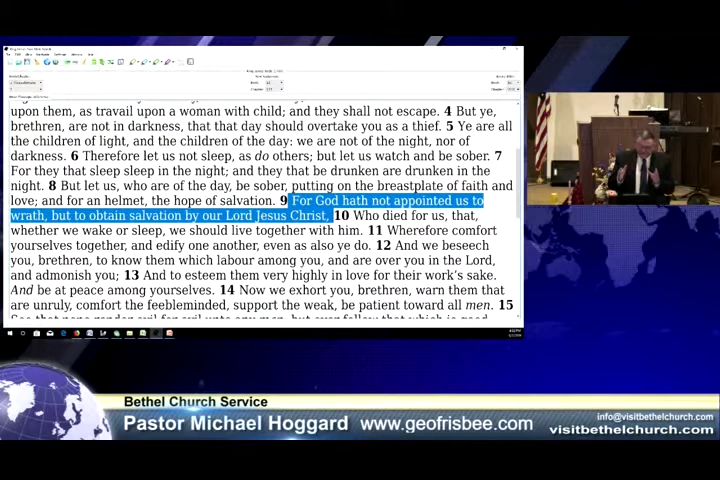 upon them, as travail upon a woman with child; and they shall not escape. 4 But ye,
brethren, are not in darkness, that that day should overtake you as a thief. 5 Ye are all
the children of light, and the children of the day: we are not of the night, nor of
darkness. 6 Therefore let us not sleep, as do others; but let us watch and be sober. 7
For they that sleep sleep in the night; and they that be drunken are drunken in the
night. 8 But let us, who are of the day, be sober, putting on the breastplate of faith and
love; and for an helmet, the hope of salvation. 9 For God hath not appointed us to
wrath, but to obtain salvation by our Lord Jesus Christ, 10 Who died for us, that,
whether we wake or sleep, we should live together with him. 11 Wherefore comfort
yourselves together, and edify one another, even as also ye do. 12 And we beseech
you, brethren, to know them which labour among you, and are over you in the Lord,
and admonish you; 13 And to esteem them very highly in love for their work's sake.
And be at peace among yourselves. 14 Now we exhort you, brethren, warn them that
are unruly, comfort the feebleminded, support the weak, be patient toward all men. 15
Bethel Church Service
Pastor Michael Hoggard www.geofrisbee.com
info@visitbethelchurch.com
visitbethelchurch.com